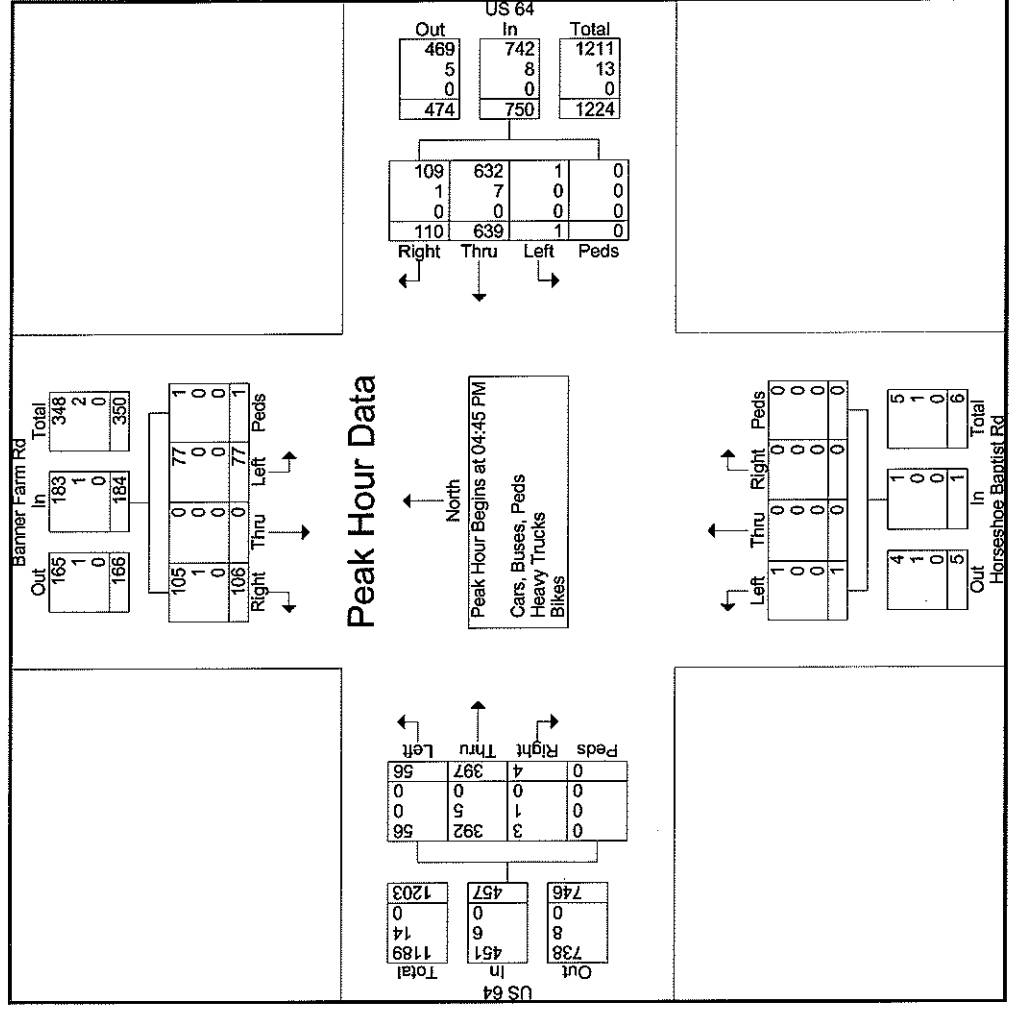 US 64
Out In Total
469 742 1211
5 8 13
0 0 0
474 750 1224
109 632 1 0
1 7 0 0
0 0 0 0
110 639 1 0
Right Thru Left Peds
Banner Farm Rd
Out In Total
165 183 348
1 1 2
0 0 0
166 184 350
105 0 77 1
1 0 0 0
0 0 0 0
106 0 77 1
Right Thru Left Peds
Peak Hour Data
North
Peak Hour Begins at 04:45 PM
Cars, Buses, Peds
Heavy Trucks
Bikes
Left Thru Right Peds
1 0 0 0
0 0 0 0
0 0 0 0
1 0 0 0
4 1 5
1 0 1
0 0 0
5 1 6
Out In Total
Horseshoe Baptist Rd
US 64
Out In Total
738 451 1189
8 6 14
0 0 0
746 457 1203
0 3 392 56
0 1 5 0
0 0 0 0
0 4 397 56
Peds Right Thru Left